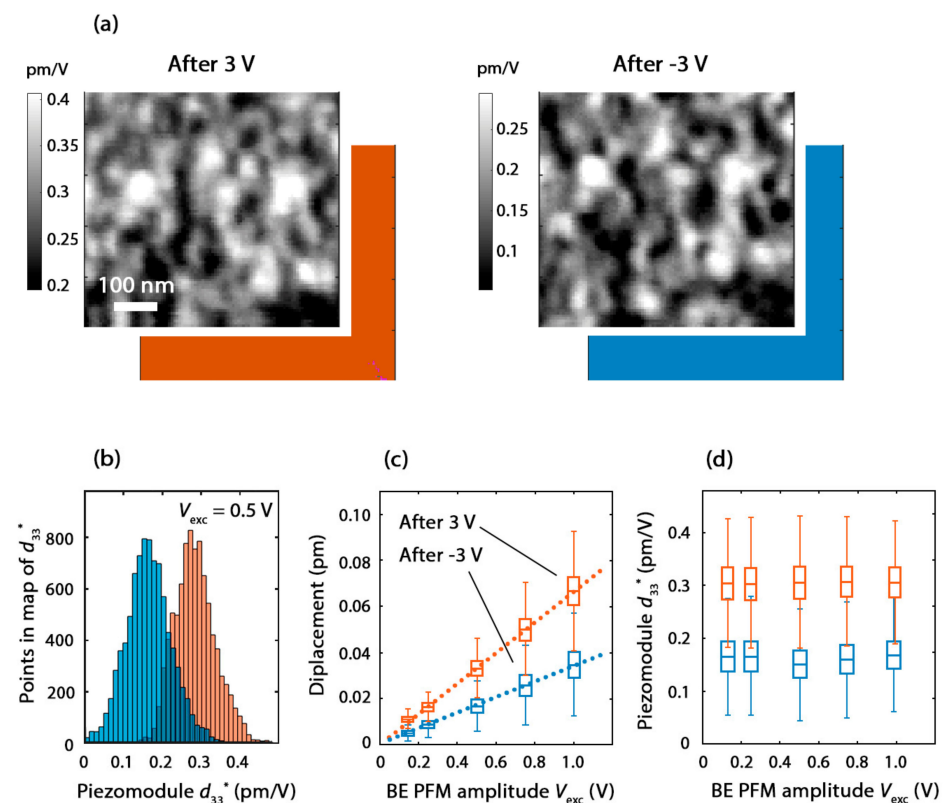 (a)
After 3 V
After -3 V
pm/V
0.4
0.3
0.25
0.2
100 nm
pm/V
0.25
0.2
0.15
0.1
(b)
(c)
(d)
Points in map of d33*
800
600
400
200
0
Vexc = 0.5 V
0 0.1 0.2 0.3 0.4
Piezomodule d33* (pm/V)
Diplacement (pm)
0.10
0.08
0.06
0.04
0.02
0
After 3 V
After -3 V
0.2 0.4 0.6 0.8 1.0
BE PFM amplitude Vexc (V)
Piezomodule d33* (pm/V)
0.4
0.3
0.2
0.1
0
0.2 0.4 0.6 0.8 1.0
BE PFM amplitude Vexc (V)